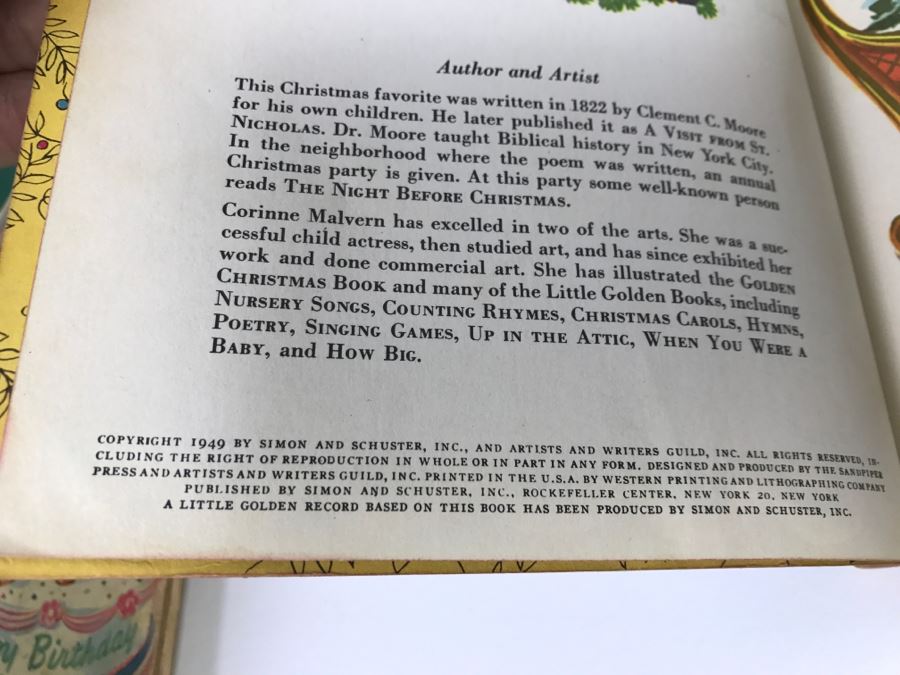 Author and Artist
This Christmas favorite was written in 1822 by Clement C. Moore
for his own children. He later published it as A VISIT FROM ST.
NICHOLAS. Dr. Moore taught Biblical history in New York City.
In the neighborhood where the poem was written, an annual
Christmas party is given. At this party some well-known person
reads THE NIGHT BEFORE CHRISTMAS.
Corinne Malvern has excelled in two of the arts. She was a suc-
cessful child actress, then studied art, and has since exhibited her
work and done commercial art. She has illustrated the GOLDEN
CHRISTMAS BOOK and many of the Little Golden Books, including
NURSERY SONGS, COUNTING RHYMES, CHRISTMAS CAROLS, HYMNS,
POETRY, SINGING GAMES, UP IN THE ATTIC, WHEN YOU WERE A
BABY, and HOW BIG.
COPYRIGHT 1949 BY SIMON AND SCHUSTER, INC., AND ARTISTS AND WRITERS GUILD, INC. ALL RIGHTS RESERVED, IN-
CLUDING THE RIGHT OF REPRODUCTION IN WHOLE OR IN PART IN ANY FORM. DESIGNED AND PRODUCED BY THE SANDPIPER
PRESS AND ARTISTS AND WRITERS GUILD, INC. PRINTED IN THE U.S.A. BY WESTERN PRINTING AND LITHOGRAPHING COMPANY
PUBLISHED BY SIMON AND SCHUSTER, INC., ROCKEFELLER CENTER, NEW YORK 20, NEW YORK
A LITTLE GOLDEN RECORD BASED ON THIS BOOK HAS BEEN PRODUCED BY SIMON AND SCHUSTER, INC.
Birthday